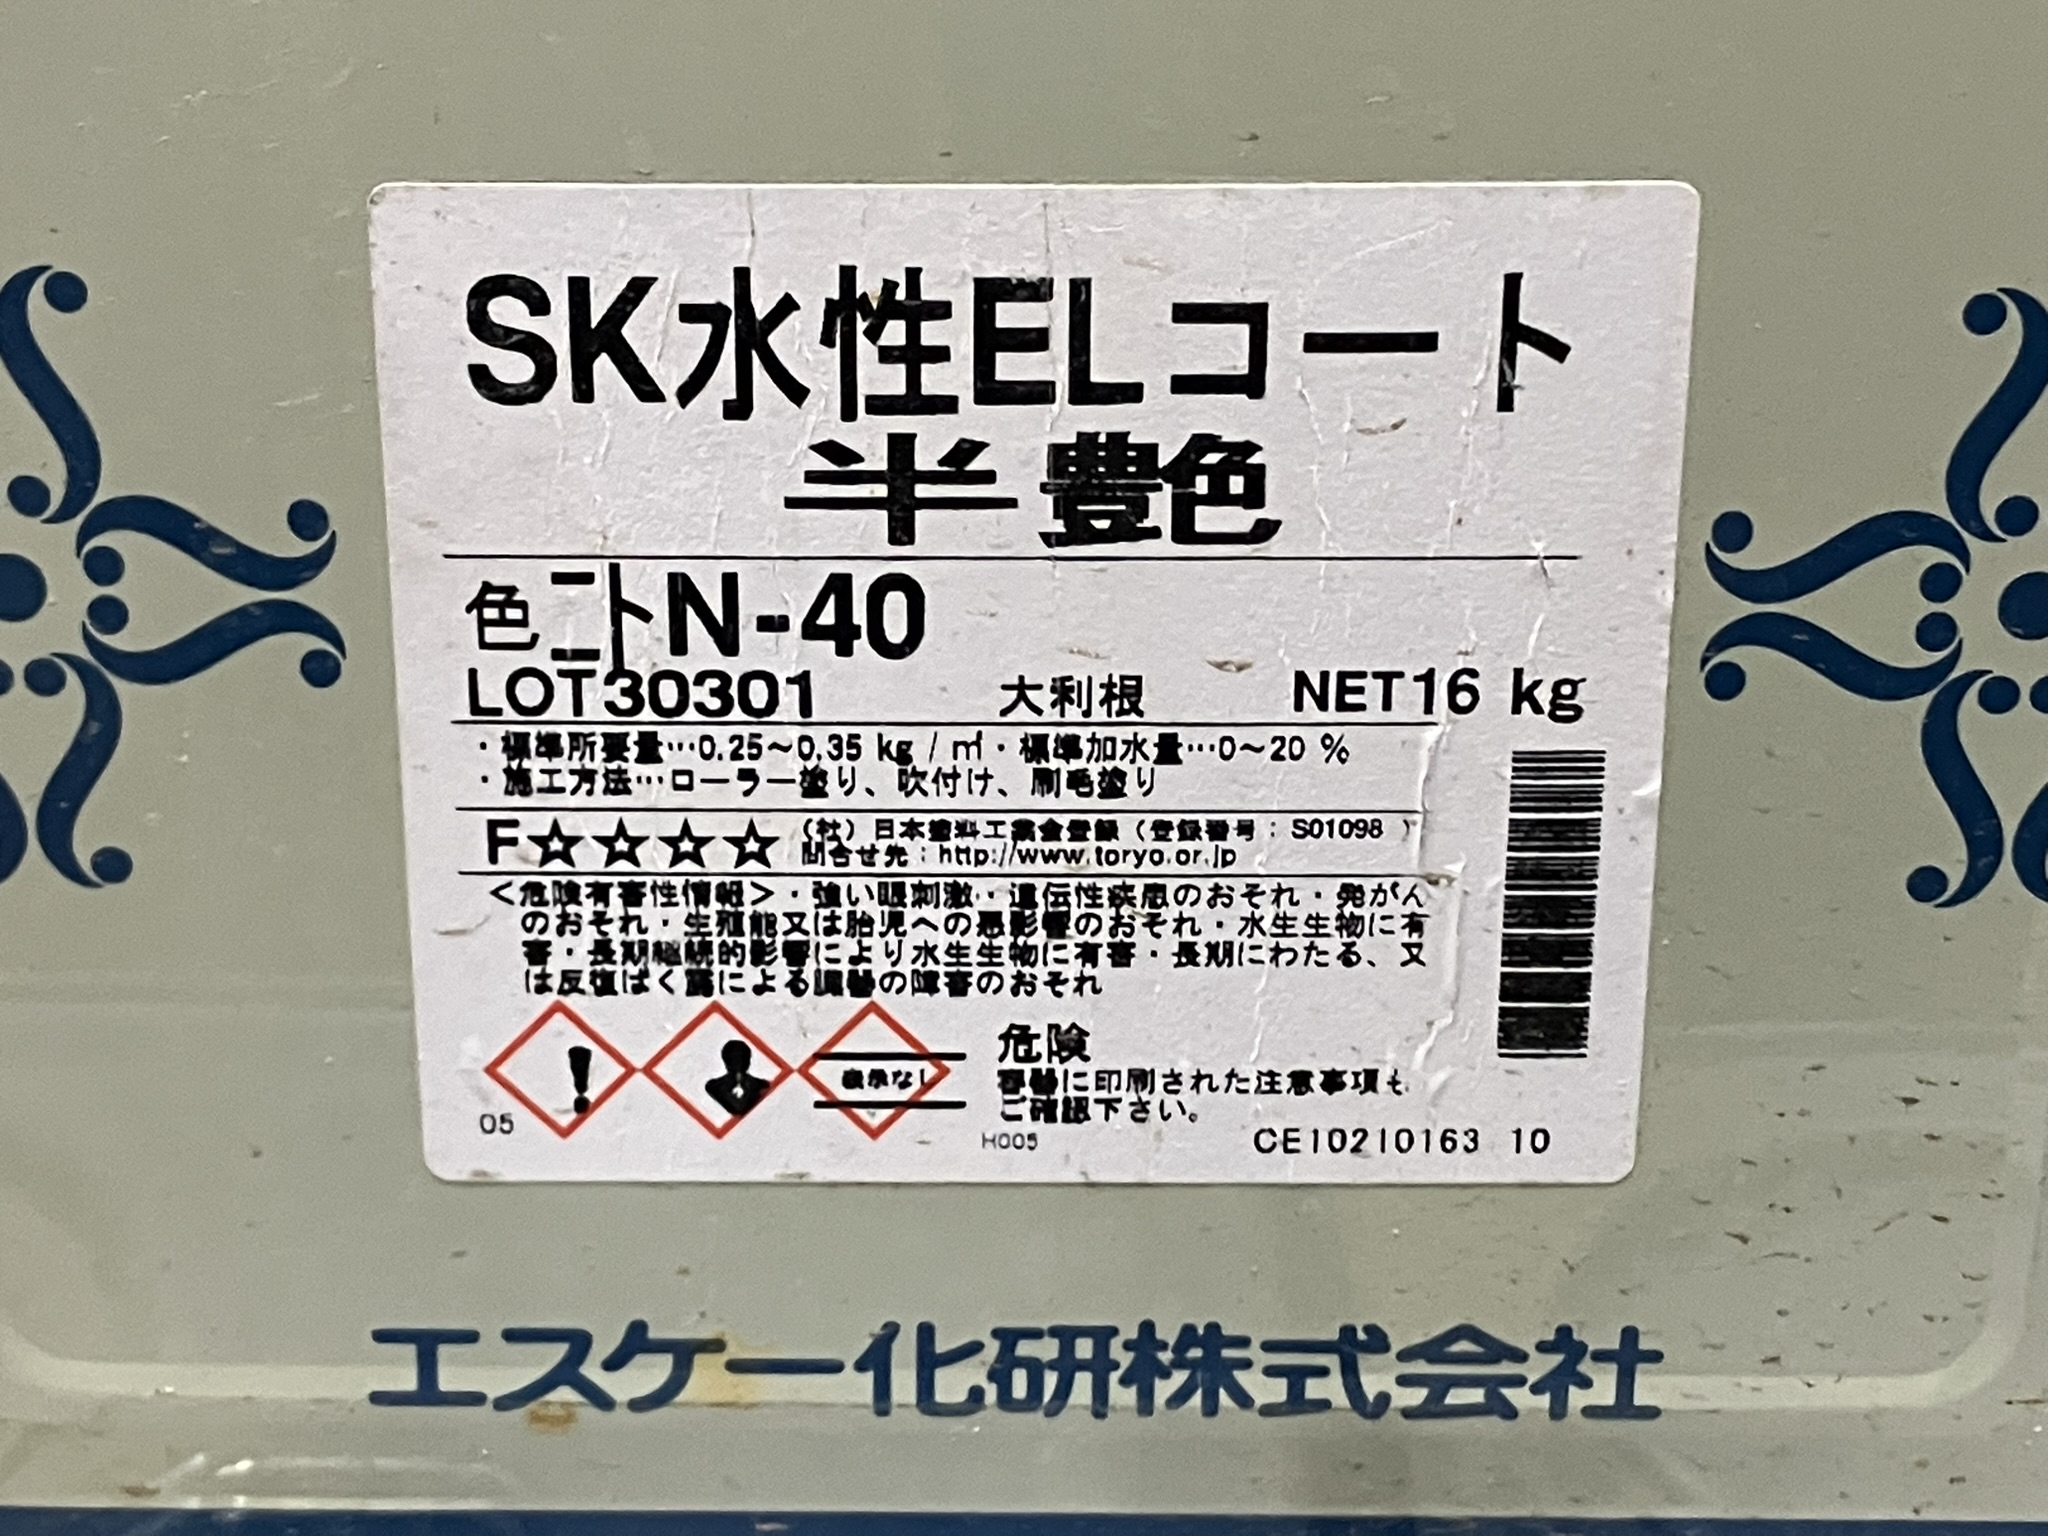 SK水性ELコート
半艶
色ニトN-40
LOT30301 大利根 NET16 kg
・標準所要量…0.25～0.35 kg / ㎡・標準加水量…0～20 %
・施工方法…ローラー塗り、吹付け、刷毛塗り
F☆☆☆☆
(社) 日本塗料工業会登録 (登録番号 : S01098 )
問合せ先 : http://www.toryo.or.jp
<危険有害性情報>・強い眼刺激・遺伝性疾患のおそれ・発がん
のおそれ・生殖能又は胎児への悪影響のおそれ・水生生物に有
害・長期継続的影響により水生生物に有害・長期にわたる、又
は反復ばく露による臓器の障害のおそれ
表示なし
危険
容器に印刷された注意事項も
ご確認下さい。
05
H005
CE10210163 10
エスケー化研株式会社